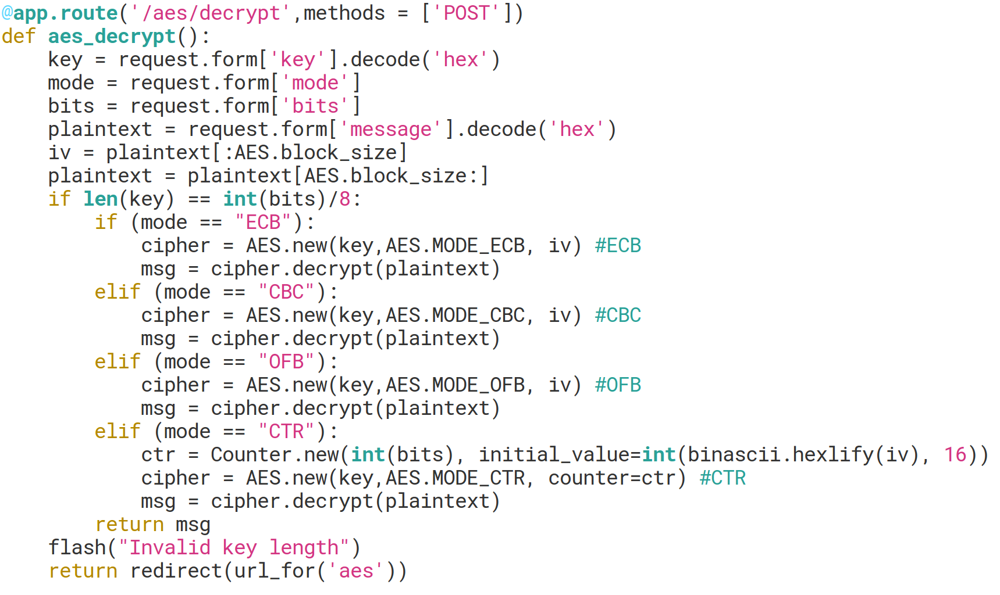 @app.route('/aes/decrypt',methods = ['POST'])
def aes_decrypt():
    key = request.form['key'].decode('hex')
    mode = request.form['mode']
    bits = request.form['bits']
    plaintext = request.form['message'].decode('hex')
    iv = plaintext[:AES.block_size]
    plaintext = plaintext[AES.block_size:]
    if len(key) == int(bits)/8:
        if (mode == "ECB"):
            cipher = AES.new(key,AES.MODE_ECB, iv) #ECB
            msg = cipher.decrypt(plaintext)
        elif (mode == "CBC"):
            cipher = AES.new(key,AES.MODE_CBC, iv) #CBC
            msg = cipher.decrypt(plaintext)
        elif (mode == "OFB"):
            cipher = AES.new(key,AES.MODE_OFB, iv) #OFB
            msg = cipher.decrypt(plaintext)
        elif (mode == "CTR"):
            ctr = Counter.new(int(bits), initial_value=int(binascii.hexlify(iv), 16))
            cipher = AES.new(key,AES.MODE_CTR, counter=ctr) #CTR
            msg = cipher.decrypt(plaintext)
        return msg
    flash("Invalid key length")
    return redirect(url_for('aes'))